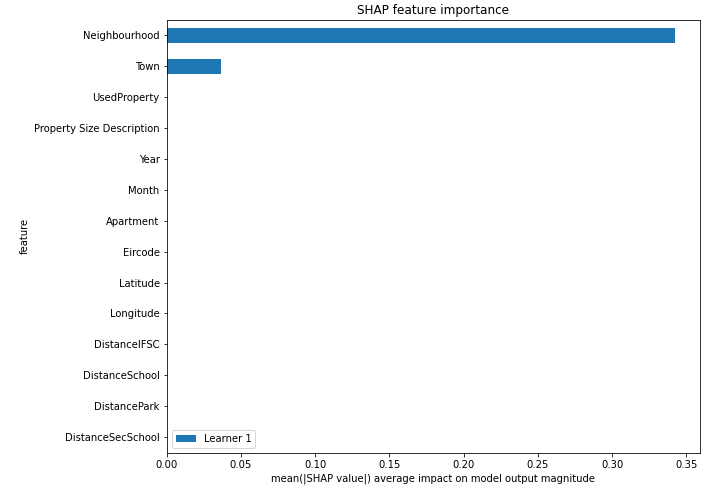 SHAP feature importance
Neighbourhood
Town
UsedProperty
Property Size Description
Year
Month
Apartment
Eircode
Latitude
Longitude
DistanceIFSC
DistanceSchool
DistancePark
DistanceSecSchool
feature
Learner 1
0.00 0.05 0.10 0.15 0.20 0.25 0.30 0.35
mean(|SHAP value|) average impact on model output magnitude